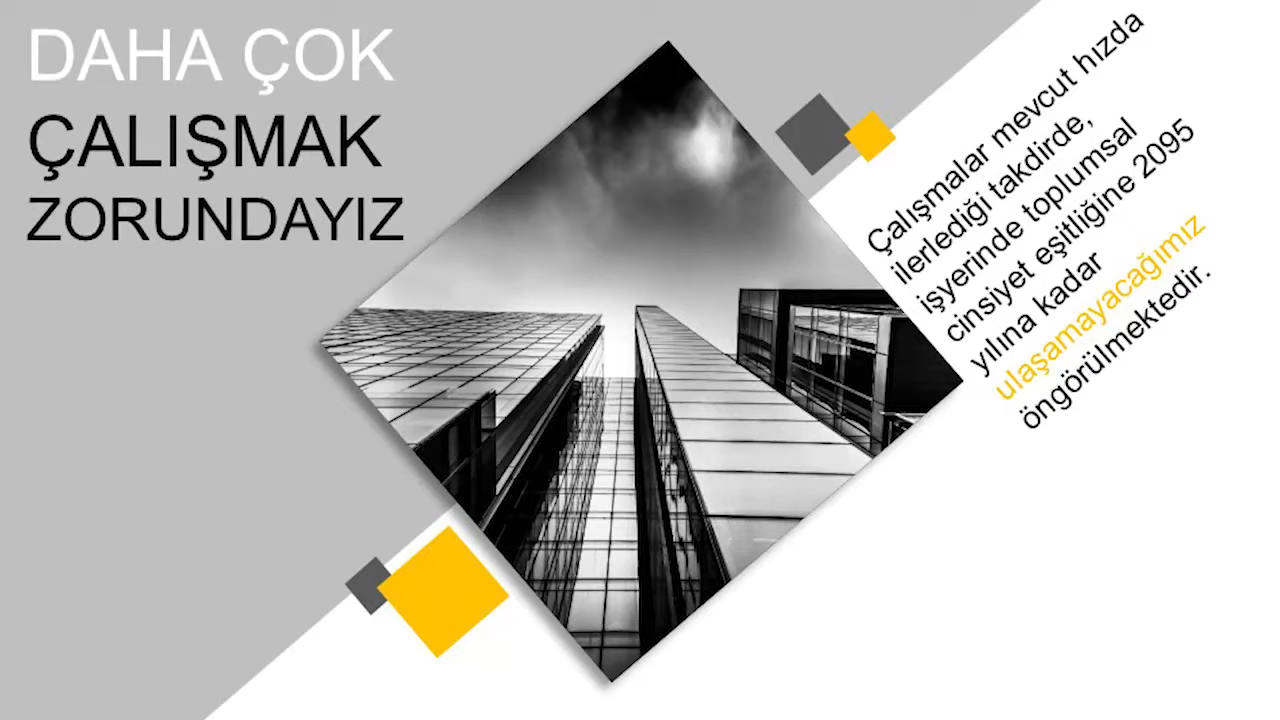 DAHA ÇOK
ÇALIŞMAK
ZORUNDAYIZ
Çalışmalar mevcut hızda
ilerlediği takdirde,
işyerinde toplumsal
cinsiyet eşitliğine 2095
yılına kadar
ulaşamayacağımız
öngörülmektedir.